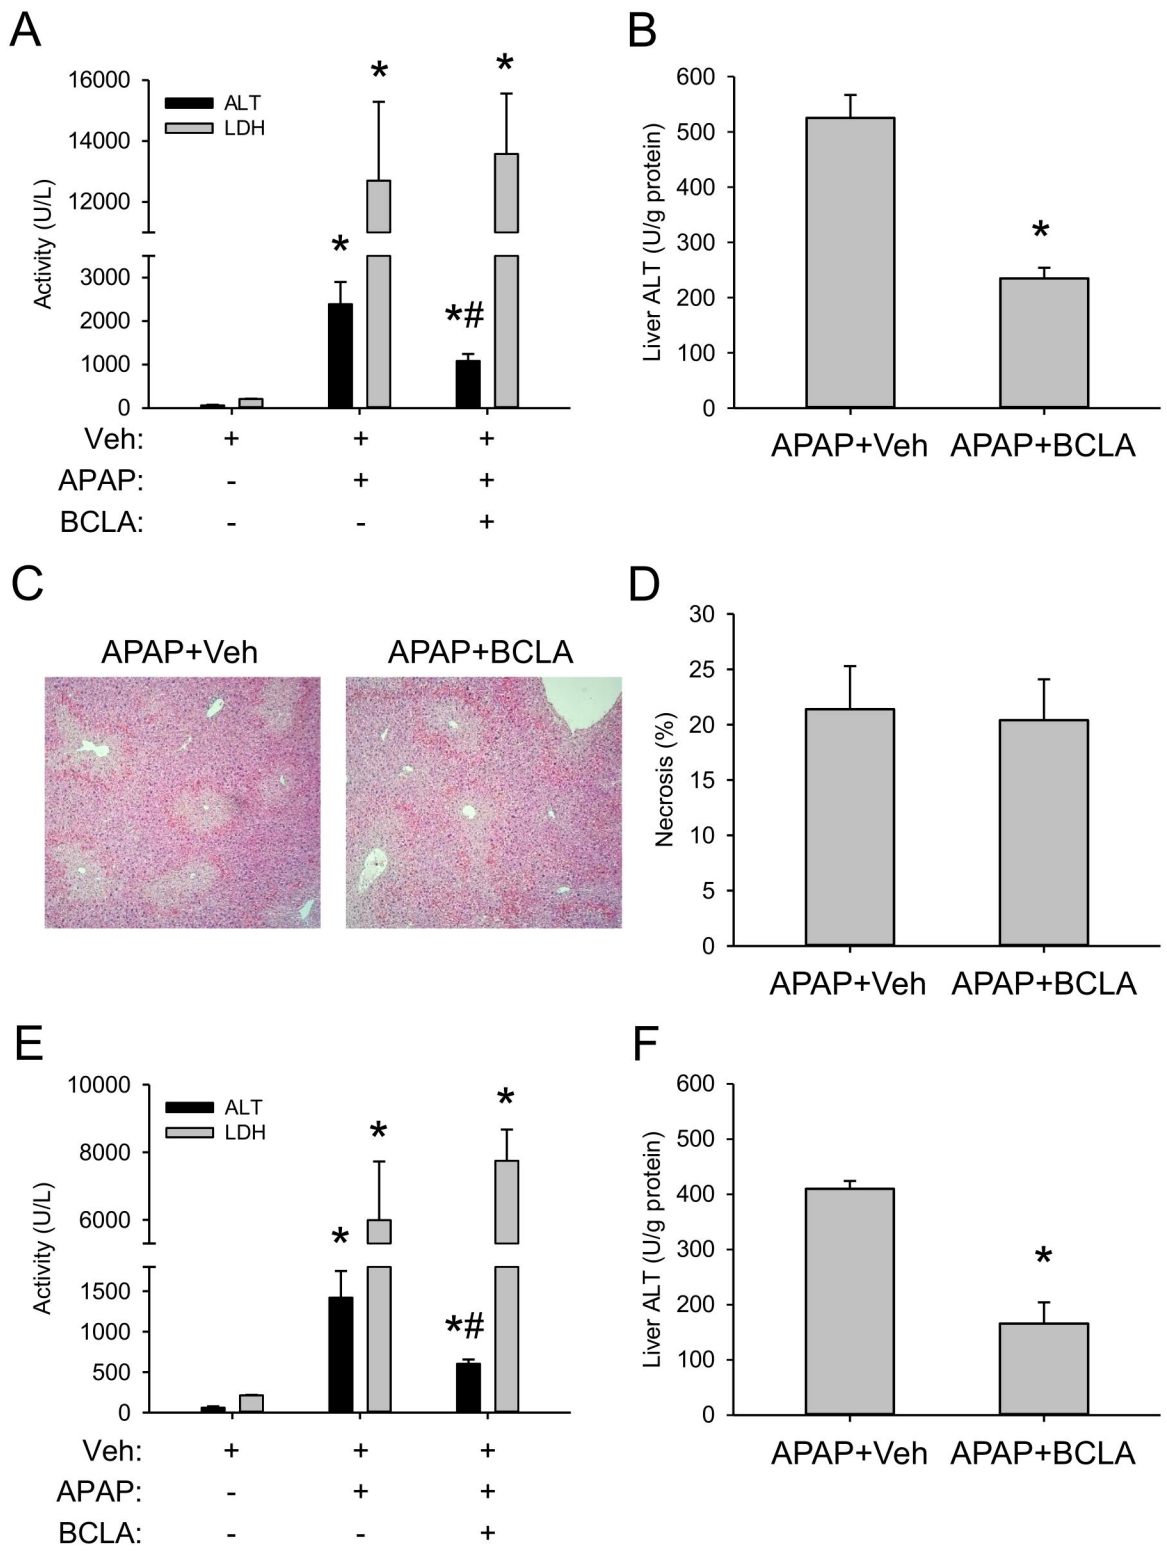 A
16000
14000
12000
3000
2000
1000
0
Activity (U/L)
ALT
LDH
*
*
*
*#
Veh: + + +
APAP: - + +
BCLA: - - +
B
600
500
400
300
200
100
0
Liver ALT (U/g protein)
*
APAP+Veh APAP+BCLA
C
APAP+Veh APAP+BCLA
D
30
25
20
15
10
5
0
Necrosis (%)
APAP+Veh APAP+BCLA
E
10000
8000
6000
1500
1000
500
0
Activity (U/L)
ALT
LDH
*
*
*
*#
Veh: + + +
APAP: - + +
BCLA: - - +
F
600
500
400
300
200
100
0
Liver ALT (U/g protein)
*
APAP+Veh APAP+BCLA